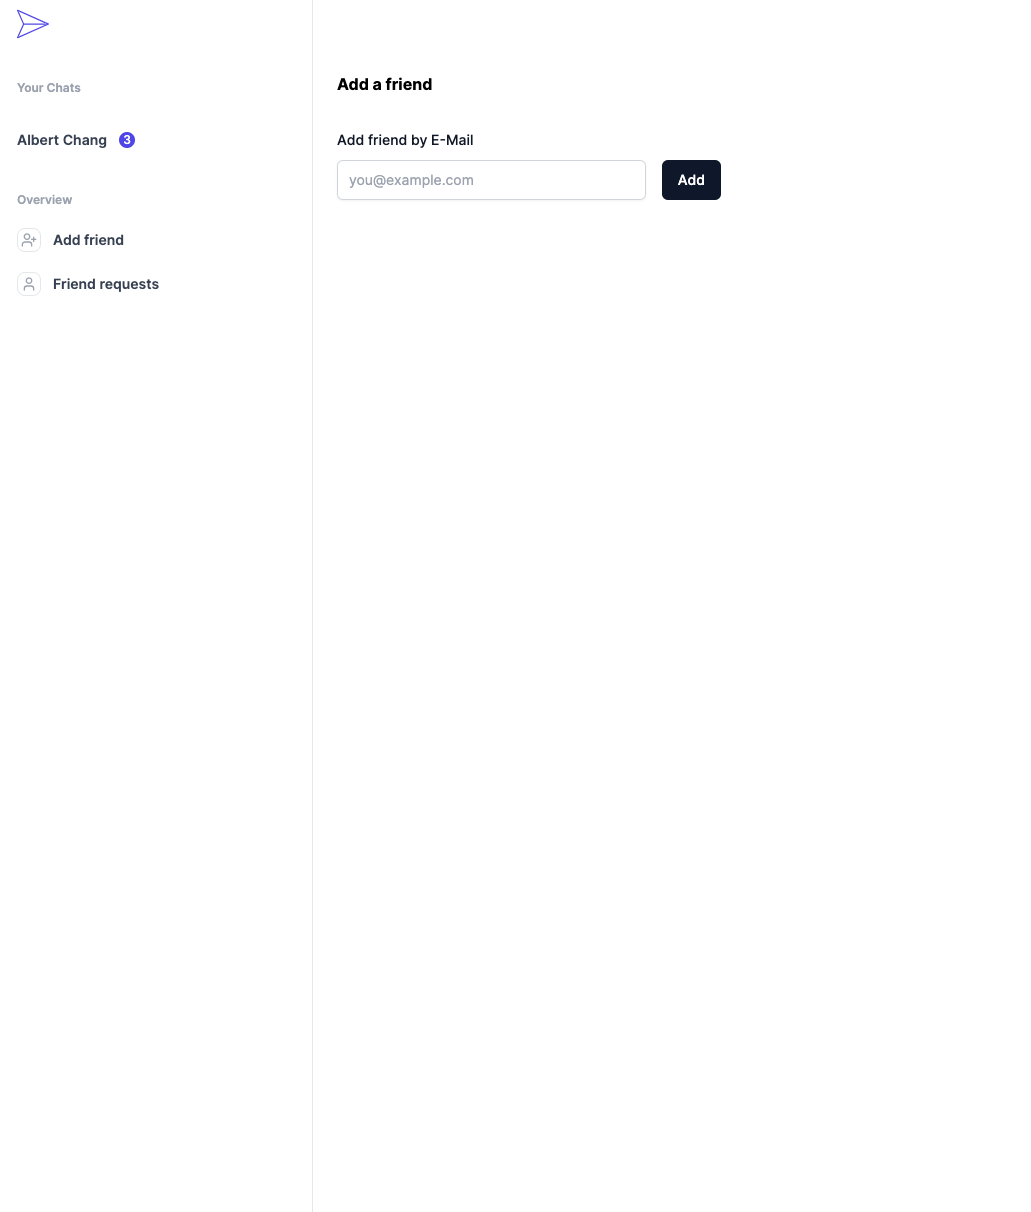 Your Chats
Albert Chang 3
Overview
Add friend
Friend requests
Add a friend
Add friend by E-Mail
you@example.com
Add